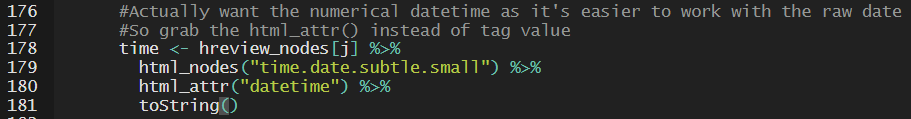 176 #Actually want the numerical datetime as it's easier to work with the raw date
177 #So grab the html_attr() instead of tag value
178 time <- hreview_nodes[j] %>%
179 html_nodes("time.date.subtle.small") %>%
180 html_attr("datetime") %>%
181 toString()